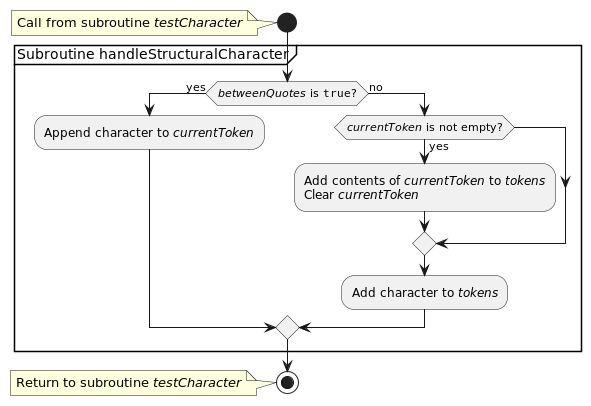 Call from subroutine testCharacter
Subroutine handleStructuralCharacter
betweenQuotes is true?
yes
no
Append character to currentToken
currentToken is not empty?
yes
Add contents of currentToken to tokens
Clear currentToken
Add character to tokens
Return to subroutine testCharacter